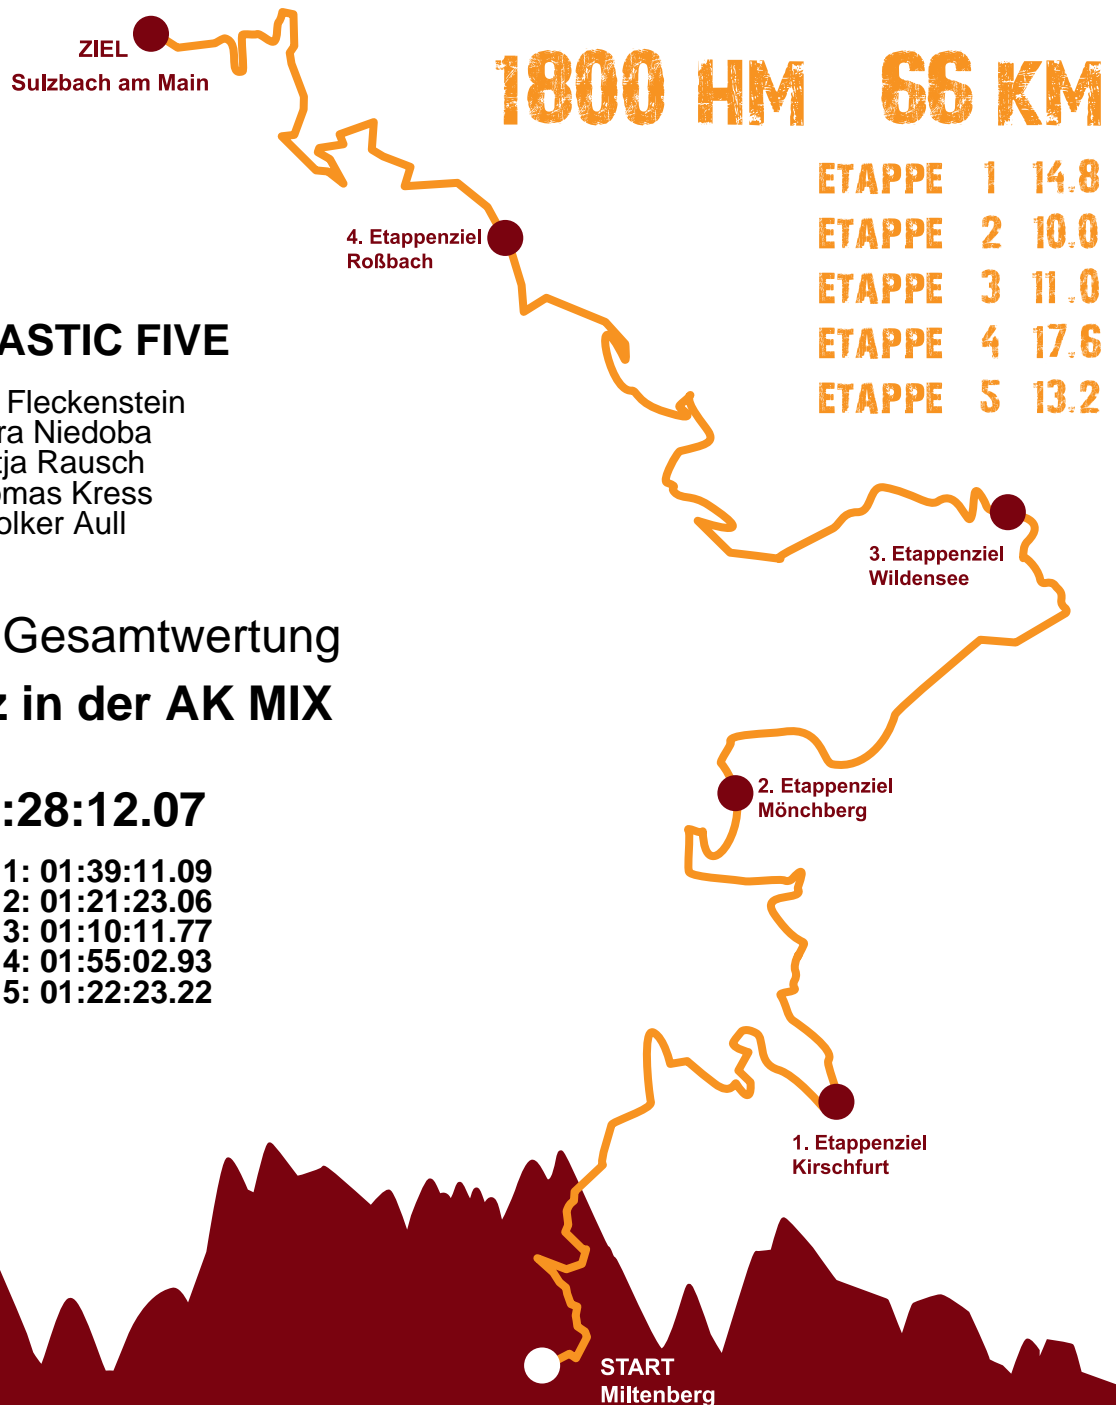 ZIEL
Sulzbach am Main
1800 HM 66 KM
ETAPPE 1 14.8
ETAPPE 2 10.0
ETAPPE 3 11.0
ETAPPE 4 17.6
ETAPPE 5 13.2
4. Etappenziel
Roßbach
ASTIC FIVE
Fleckenstein
ra Niedoba
tja Rausch
omas Kress
olker Aull
3. Etappenziel
Wildensee
Gesamtwertung
z in der AK MIX
2. Etappenziel
Mönchberg
:28:12.07
1: 01:39:11.09
2: 01:21:23.06
3: 01:10:11.77
4: 01:55:02.93
5: 01:22:23.22
1. Etappenziel
Kirschfurt
START
Miltenberg